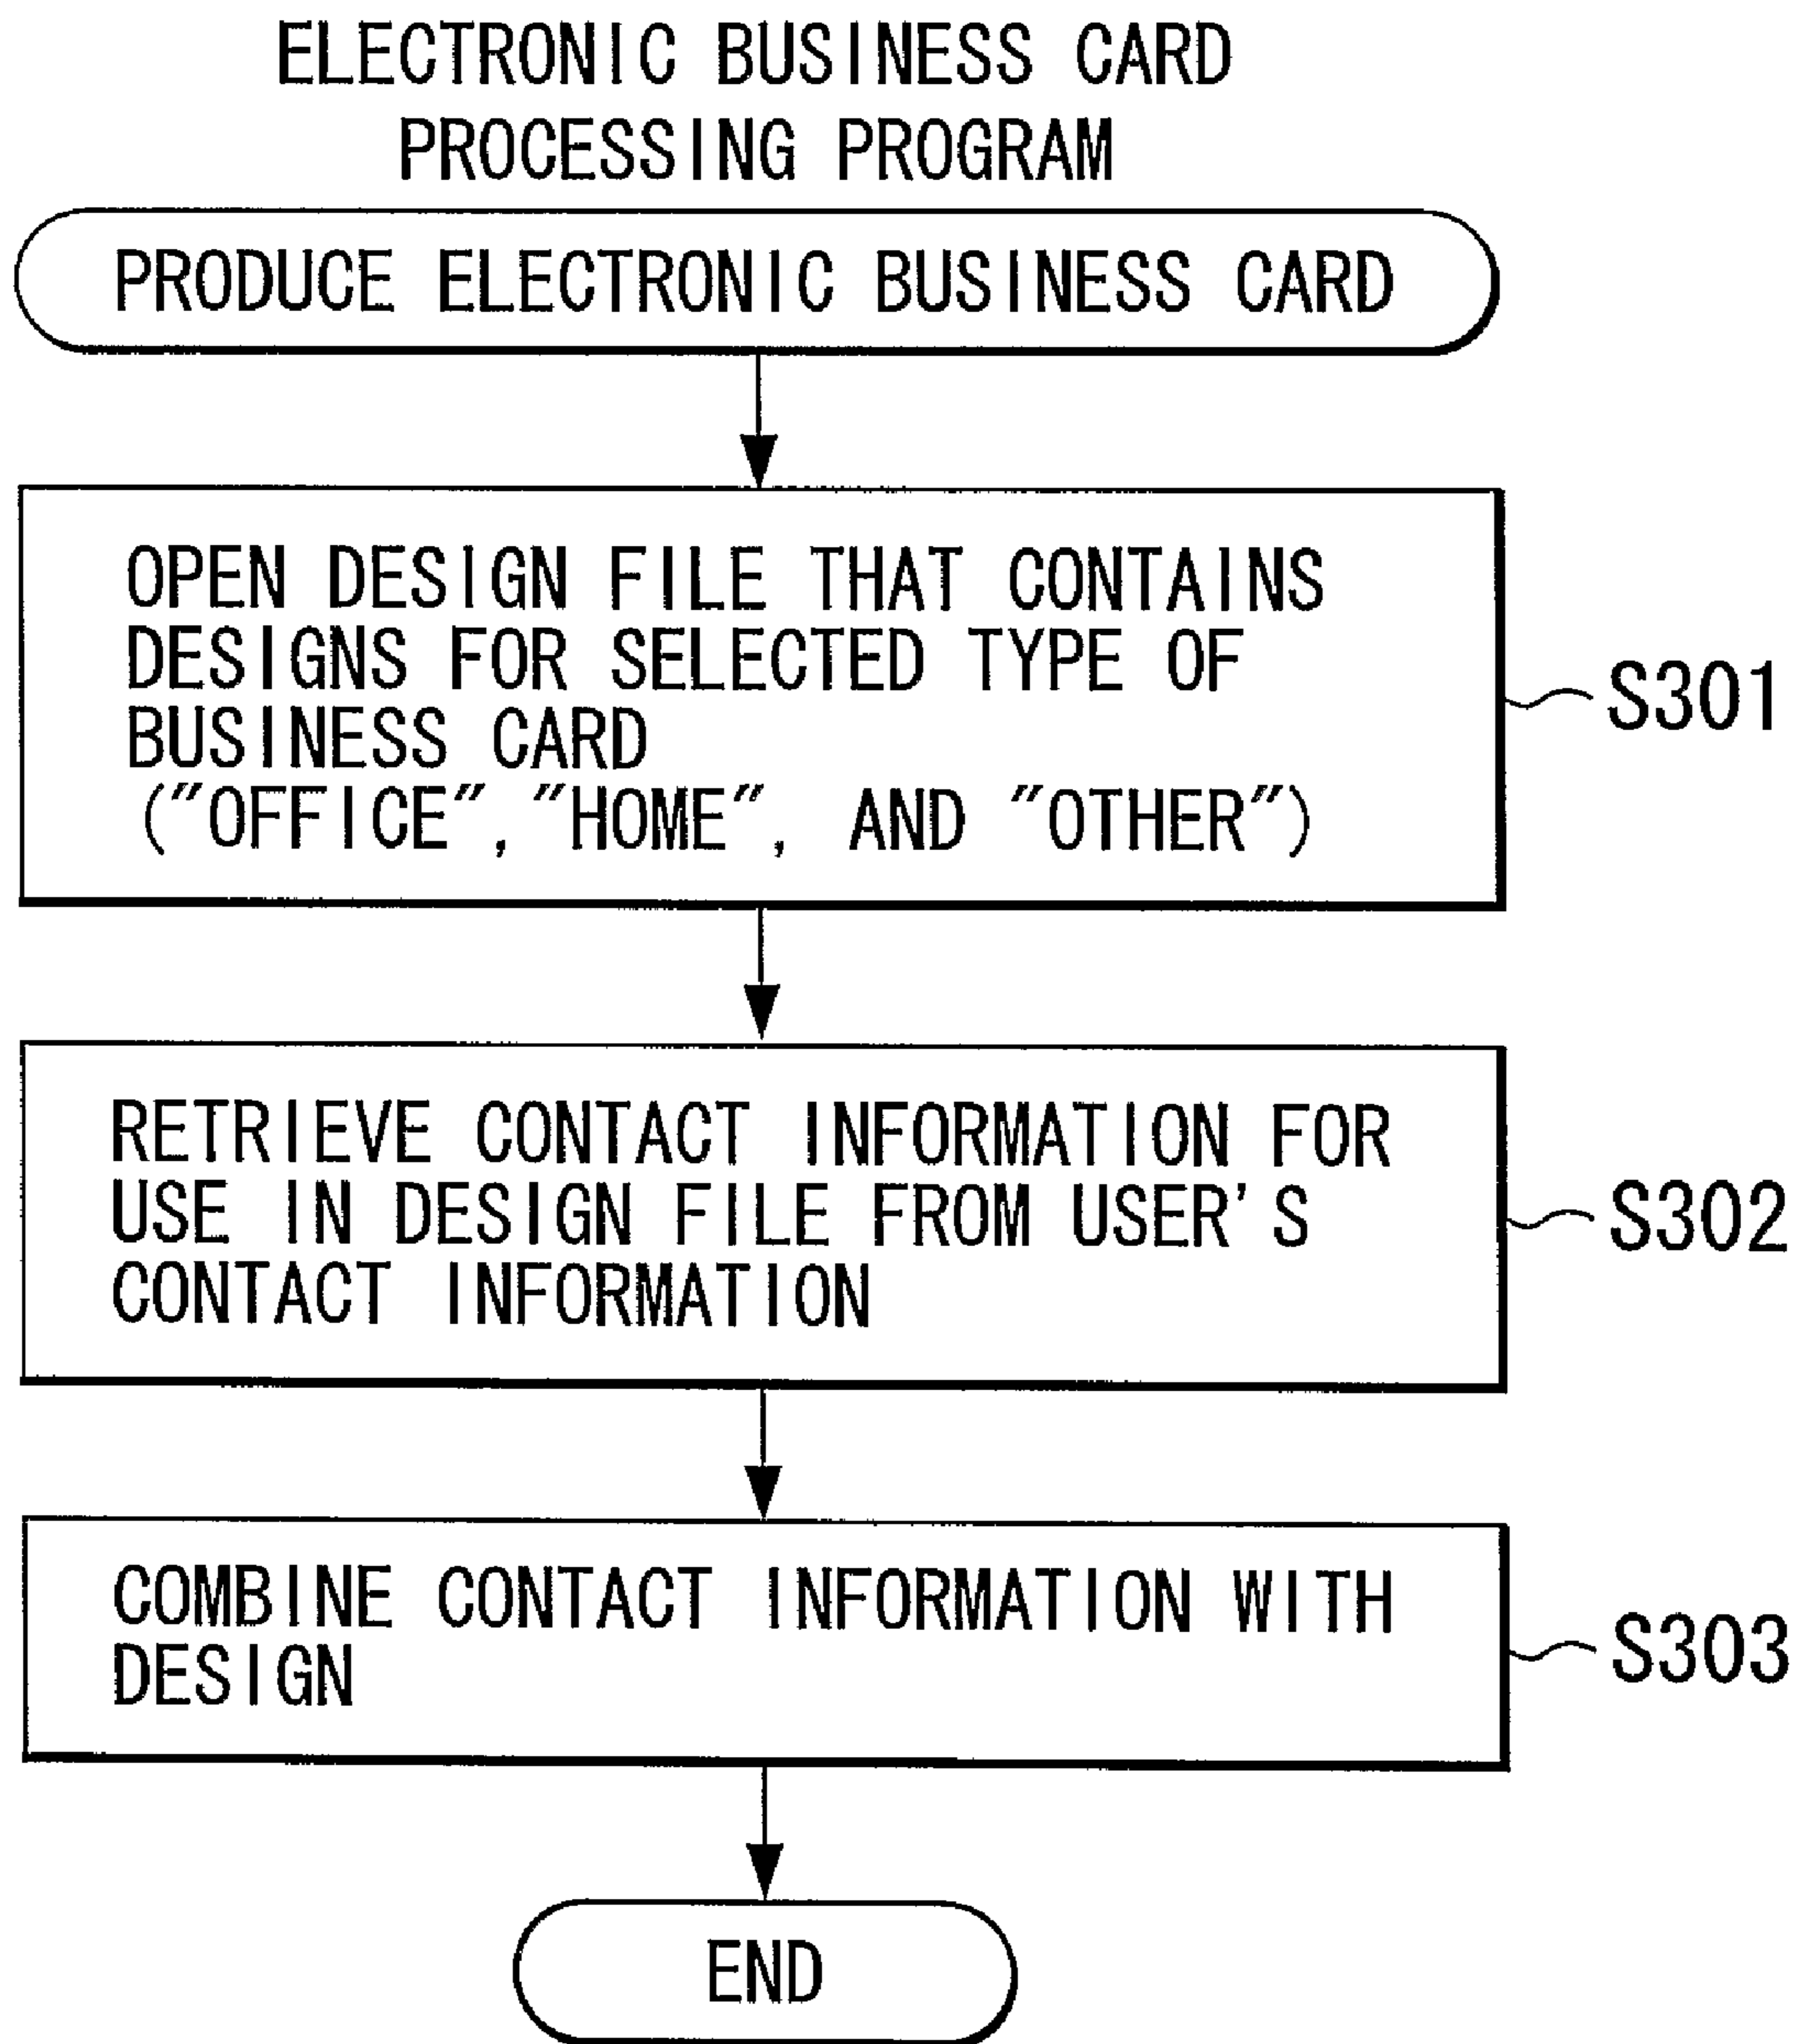 ELECTRONIC BUSINESS CARD
PROCESSING PROGRAM
PRODUCE ELECTRONIC BUSINESS CARD
OPEN DESIGN FILE THAT CONTAINS
DESIGNS FOR SELECTED TYPE OF
BUSINESS CARD
("OFFICE", "HOME", AND "OTHER")
S301
RETRIEVE CONTACT INFORMATION FOR
USE IN DESIGN FILE FROM USER'S
CONTACT INFORMATION
S302
COMBINE CONTACT INFORMATION WITH
DESIGN
S303
END